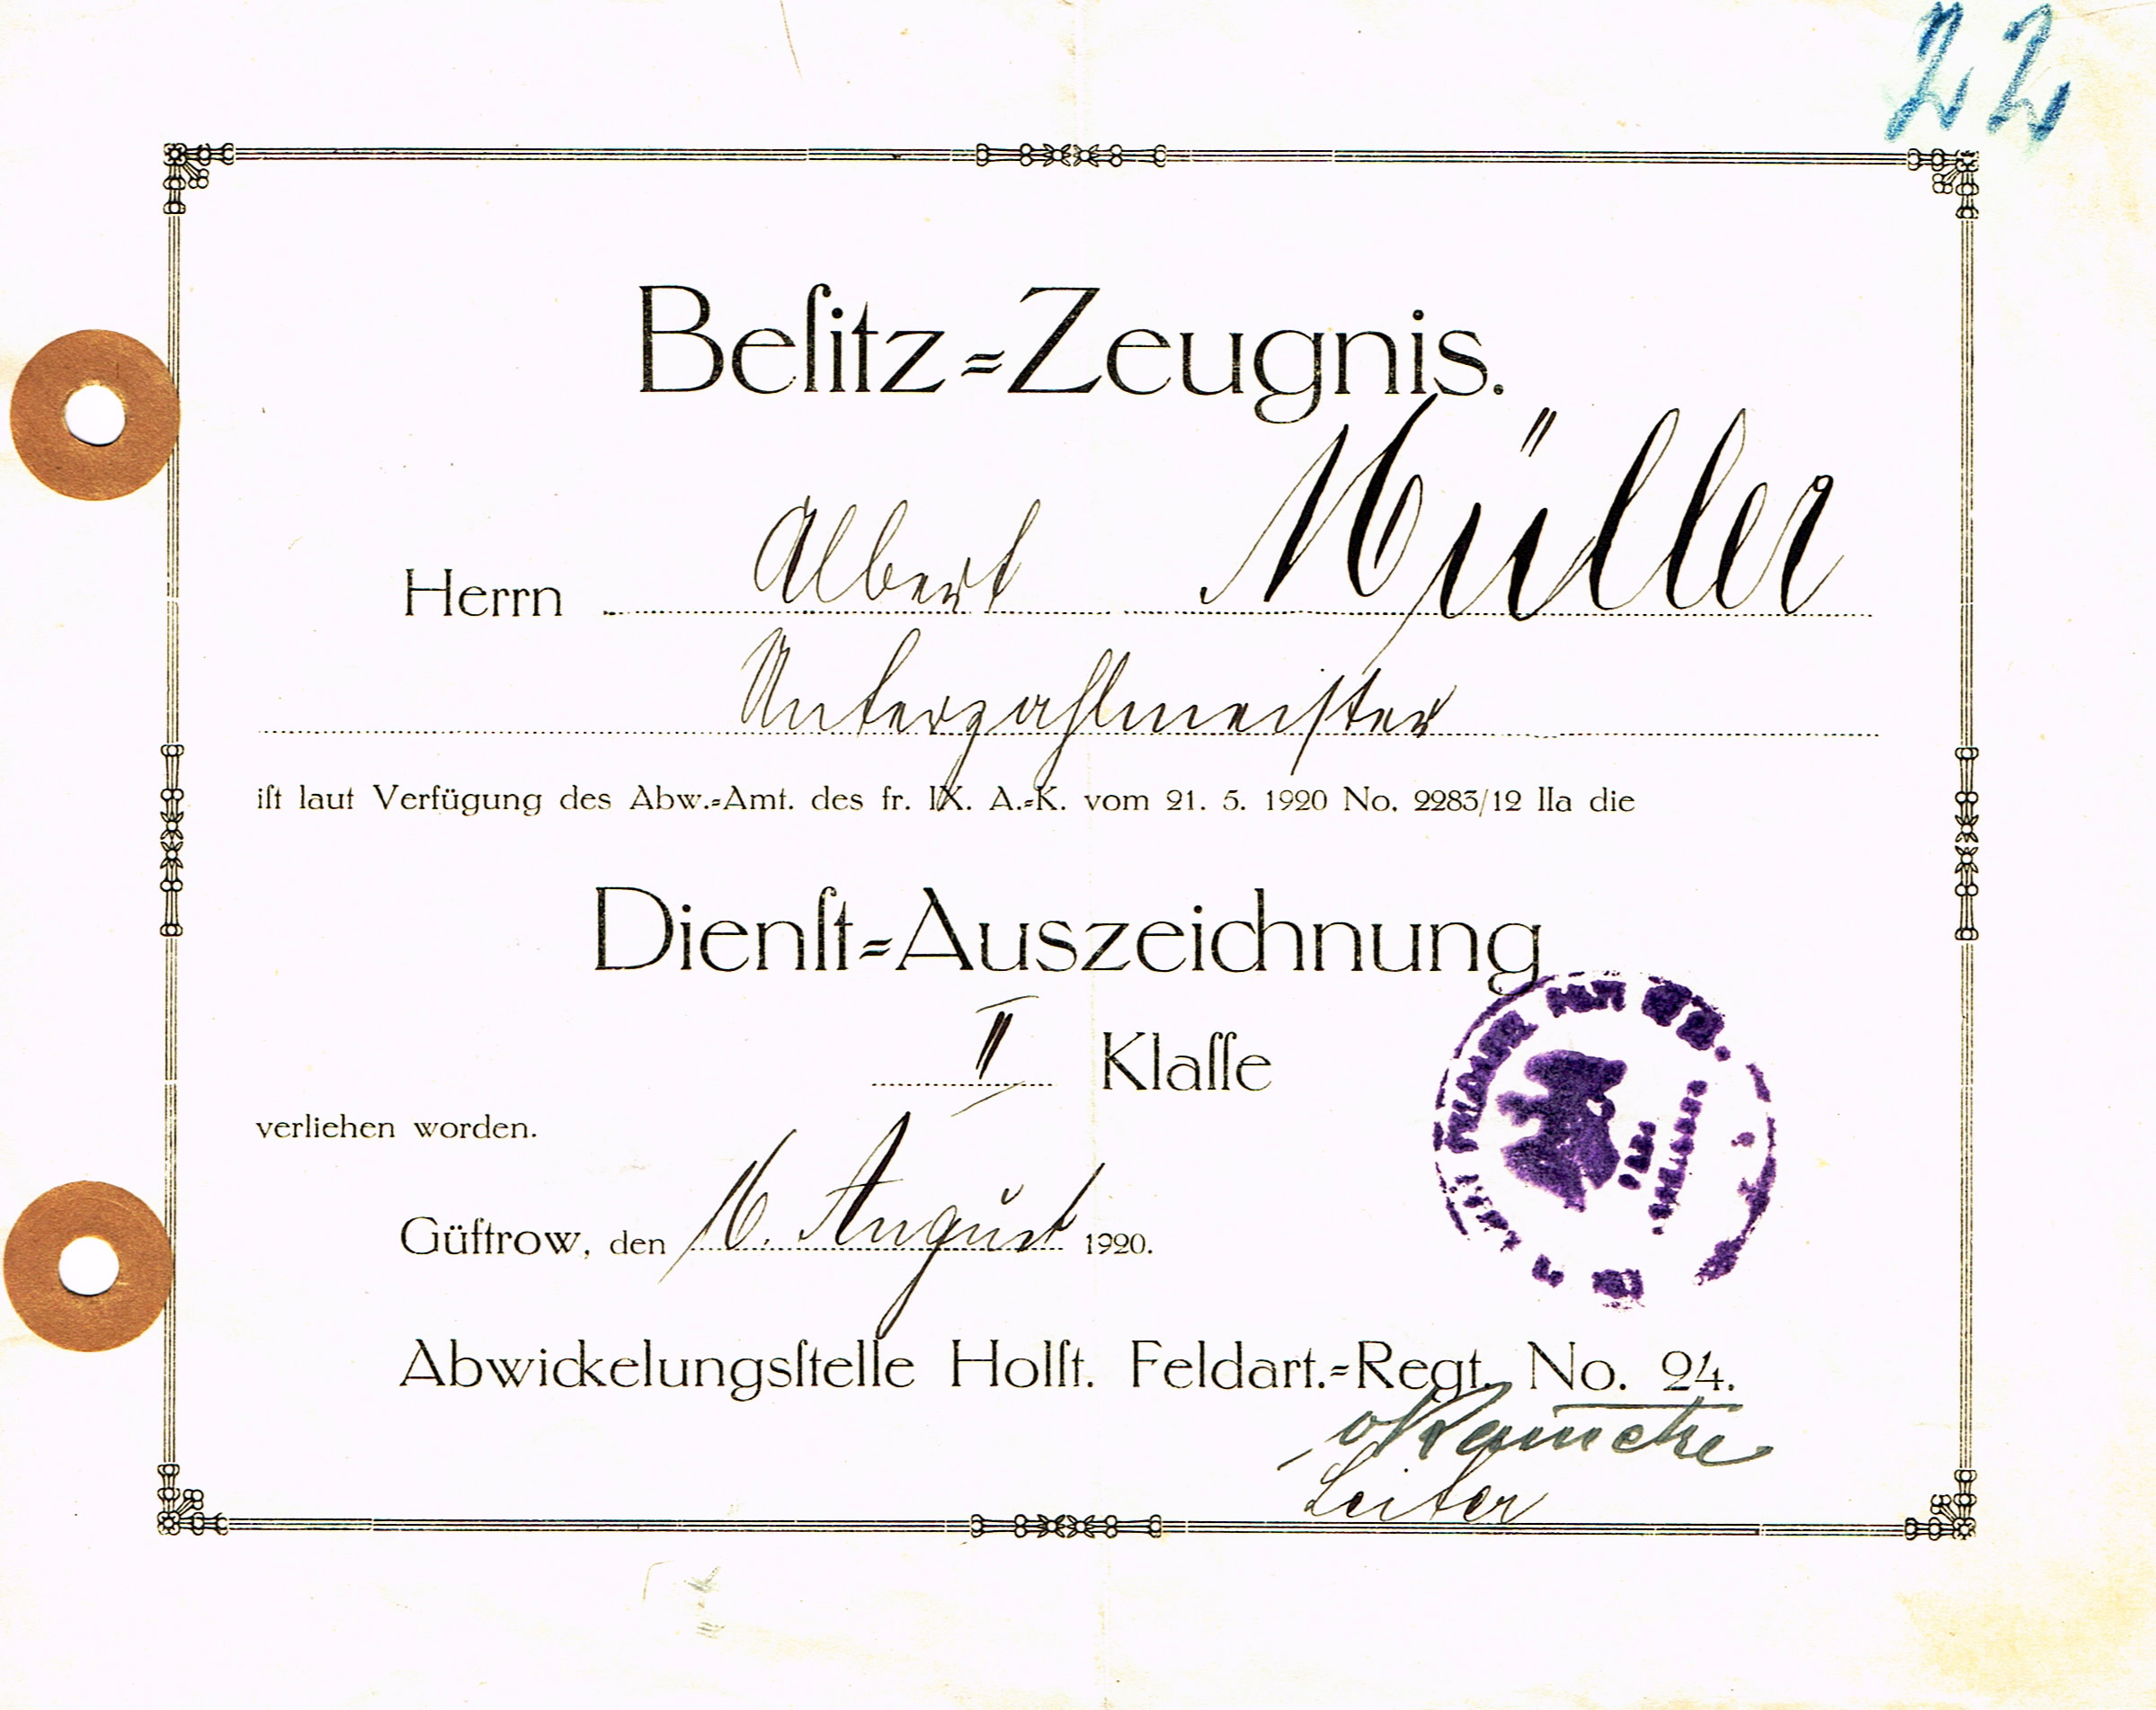 22
Beſitz=Zeugnis.
Herrn Albert Müller
Unterzahlmeister
iſt laut Verfügung des Abw.=Amt. des fr. IX. A.=K. vom 21. 5. 1920 No. 2283/12 IIa die
Dienſt=Auszeichnung
II Klaſſe
verliehen worden.
Güſtrow, den 16. August 1920.
Abwickelungsſtelle Holſt. Feldart.=Regt. No. 24.
Leiter